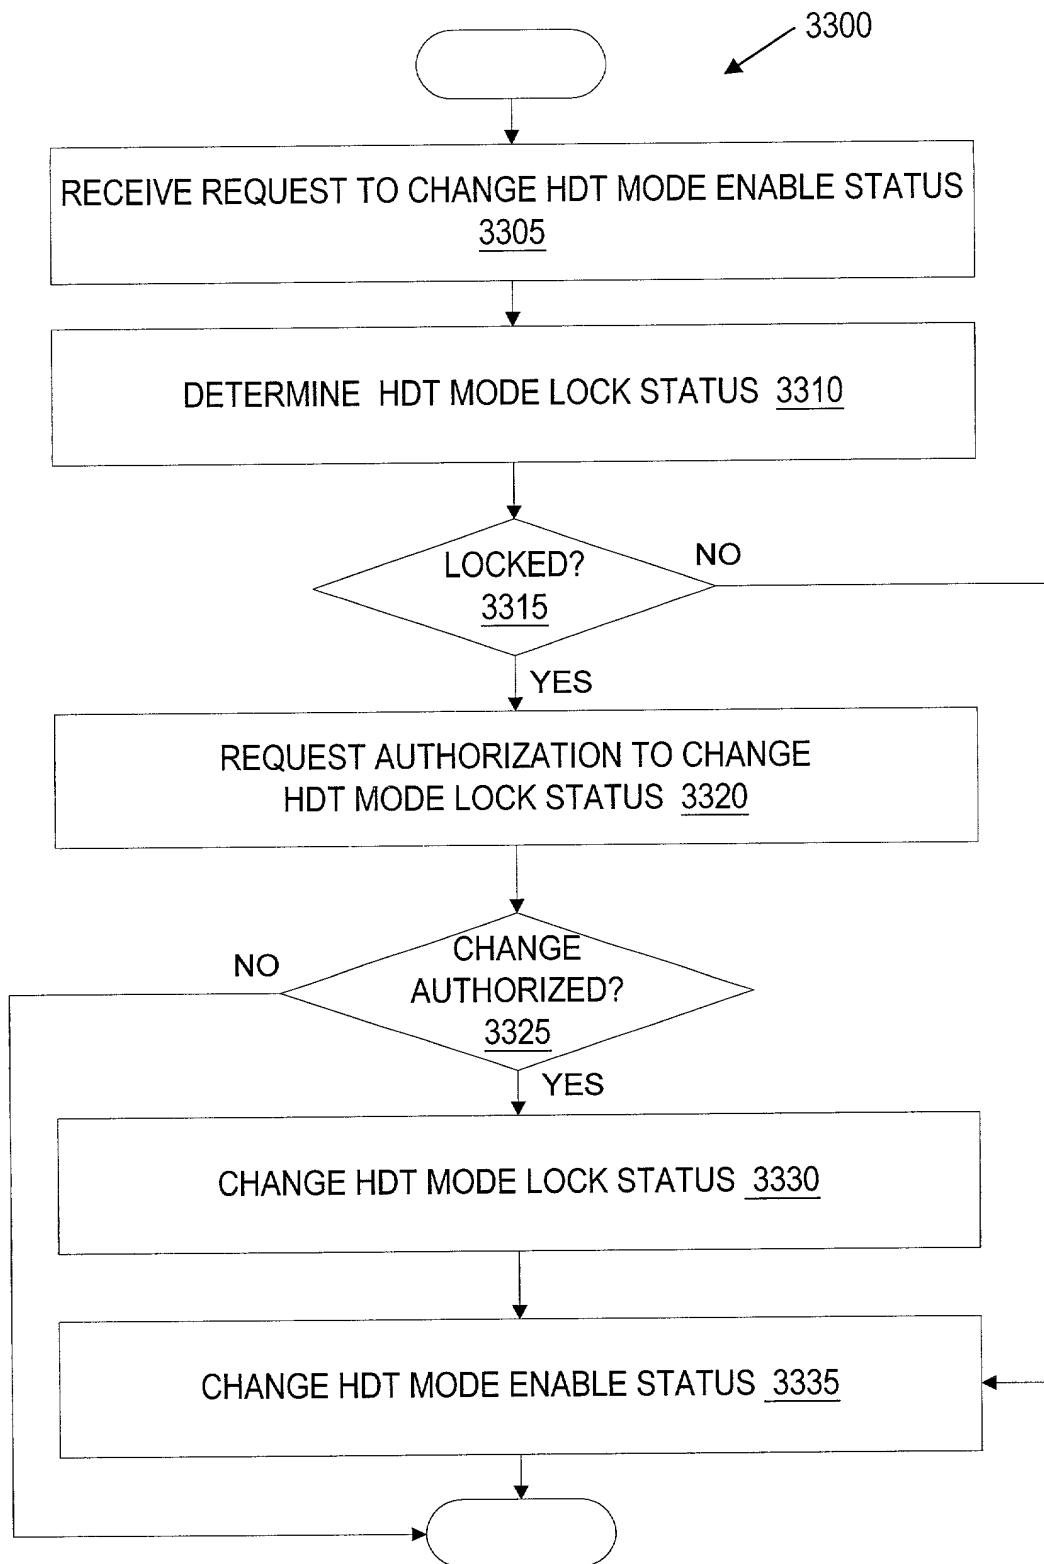 3300
RECEIVE REQUEST TO CHANGE HDT MODE ENABLE STATUS
3305
DETERMINE HDT MODE LOCK STATUS 3310
LOCKED?
3315
NO
YES
REQUEST AUTHORIZATION TO CHANGE
HDT MODE LOCK STATUS 3320
CHANGE
AUTHORIZED?
3325
NO
YES
CHANGE HDT MODE LOCK STATUS 3330
CHANGE HDT MODE ENABLE STATUS 3335